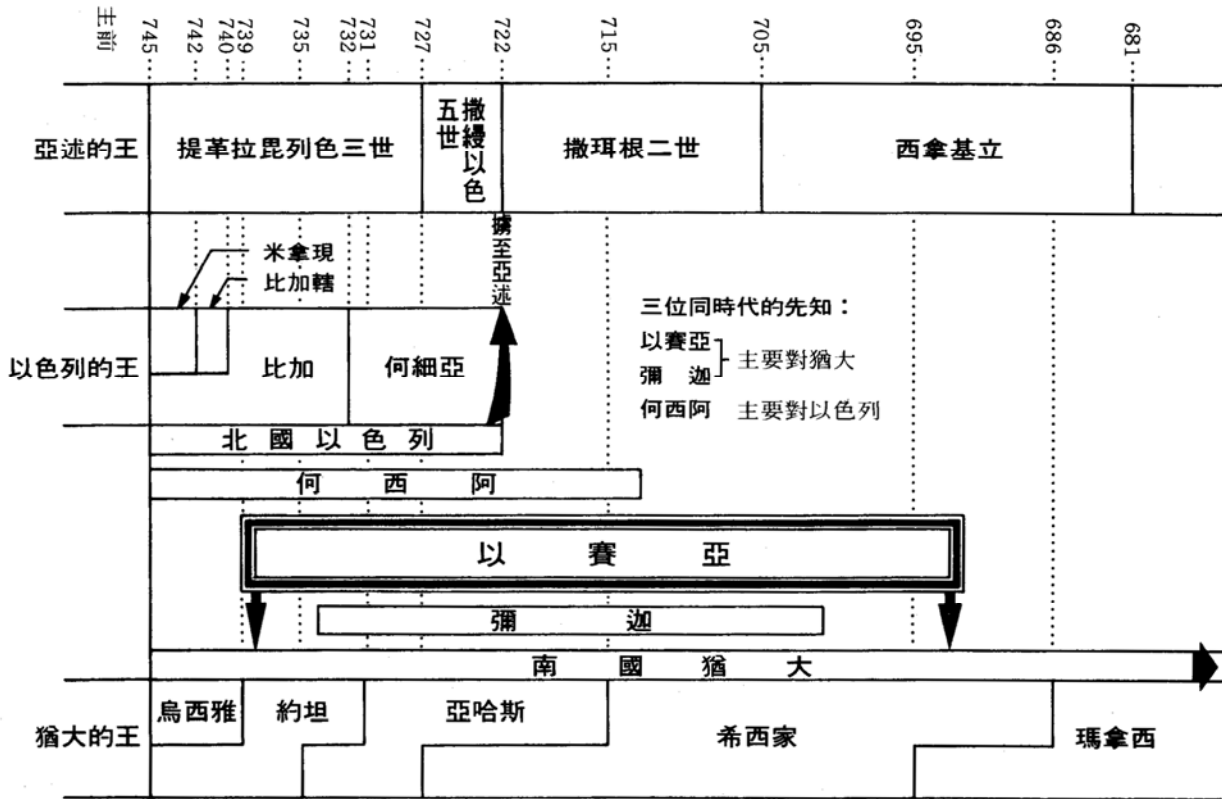 主前 745 742 740 739 735 732 731 727 722 715 705 695 686 681
亞述的王
提革拉毘列色三世
撒縵以色
五世
撒珥根二世
西拿基立
擄至亞述
米拿現
比加轄
以色列的王
比加
何細亞
三位同時代的先知：
以賽亞
彌迦
主要對猶大
何西阿 主要對以色列
北國以色列
何西阿
以賽亞
彌迦
南國猶大
猶大的王
烏西雅
約坦
亞哈斯
希西家
瑪拿西